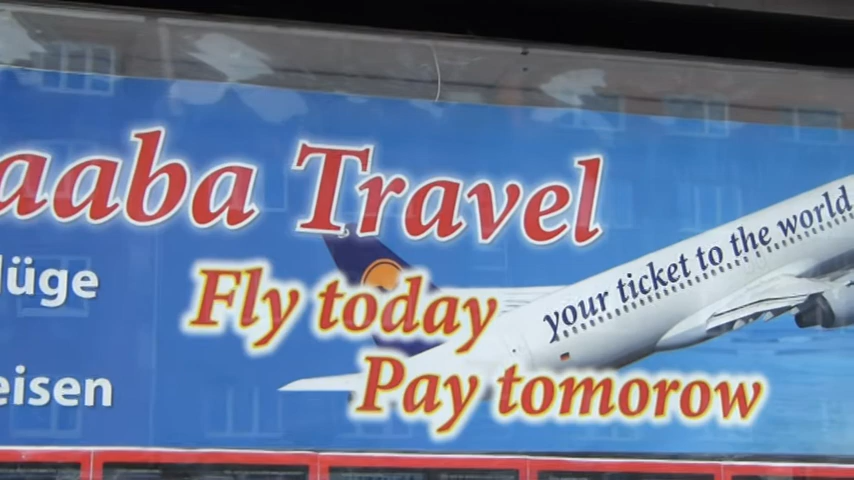 aaba Travel
lüge
Fly today
your ticket to the world
eisen
Pay tomorow